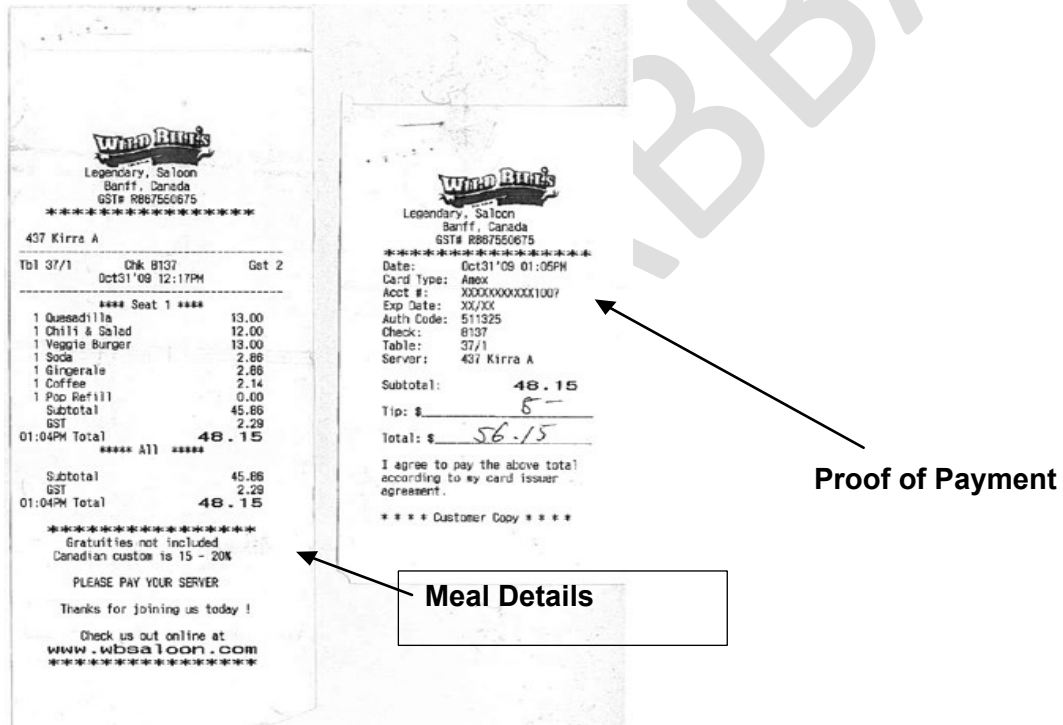 WILD BILL'S
Legendary, Saloon
Banff, Canada
GST# R867550675
****************
437 Kirra A
Tbl 37/1 Chk 8137 Gst 2
Oct31'09 12:17PM
**** Seat 1 ****
1 Quesadilla 13.00
1 Chili & Salad 12.00
1 Veggie Burger 13.00
1 Soda 2.86
1 Gingerale 2.86
1 Coffee 2.14
1 Pop Refill 0.00
Subtotal 45.86
GST 2.29
01:04PM Total 48.15
***** All *****
Subtotal 45.86
GST 2.29
01:04PM Total 48.15
****************
Gratuities not included
Canadian custom is 15 - 20%
PLEASE PAY YOUR SERVER
Thanks for joining us today !
Check us out online at
www.wbsaloon.com
****************
WILD BILL'S
Legendary, Saloon
Banff, Canada
GST# R867550675
****************
Date: Oct31'09 01:05PM
Card Type: Amex
Acct #: XXXXXXXXXXX1007
Exp Date: XX/XX
Auth Code: 511325
Check: 8137
Table: 37/1
Server: 437 Kirra A
Subtotal: 48.15
Tip: $
Total: $ 56.15
I agree to pay the above total
according to my card issuer
agreement.
* * * * Customer Copy * * * *
Proof of Payment
Meal Details